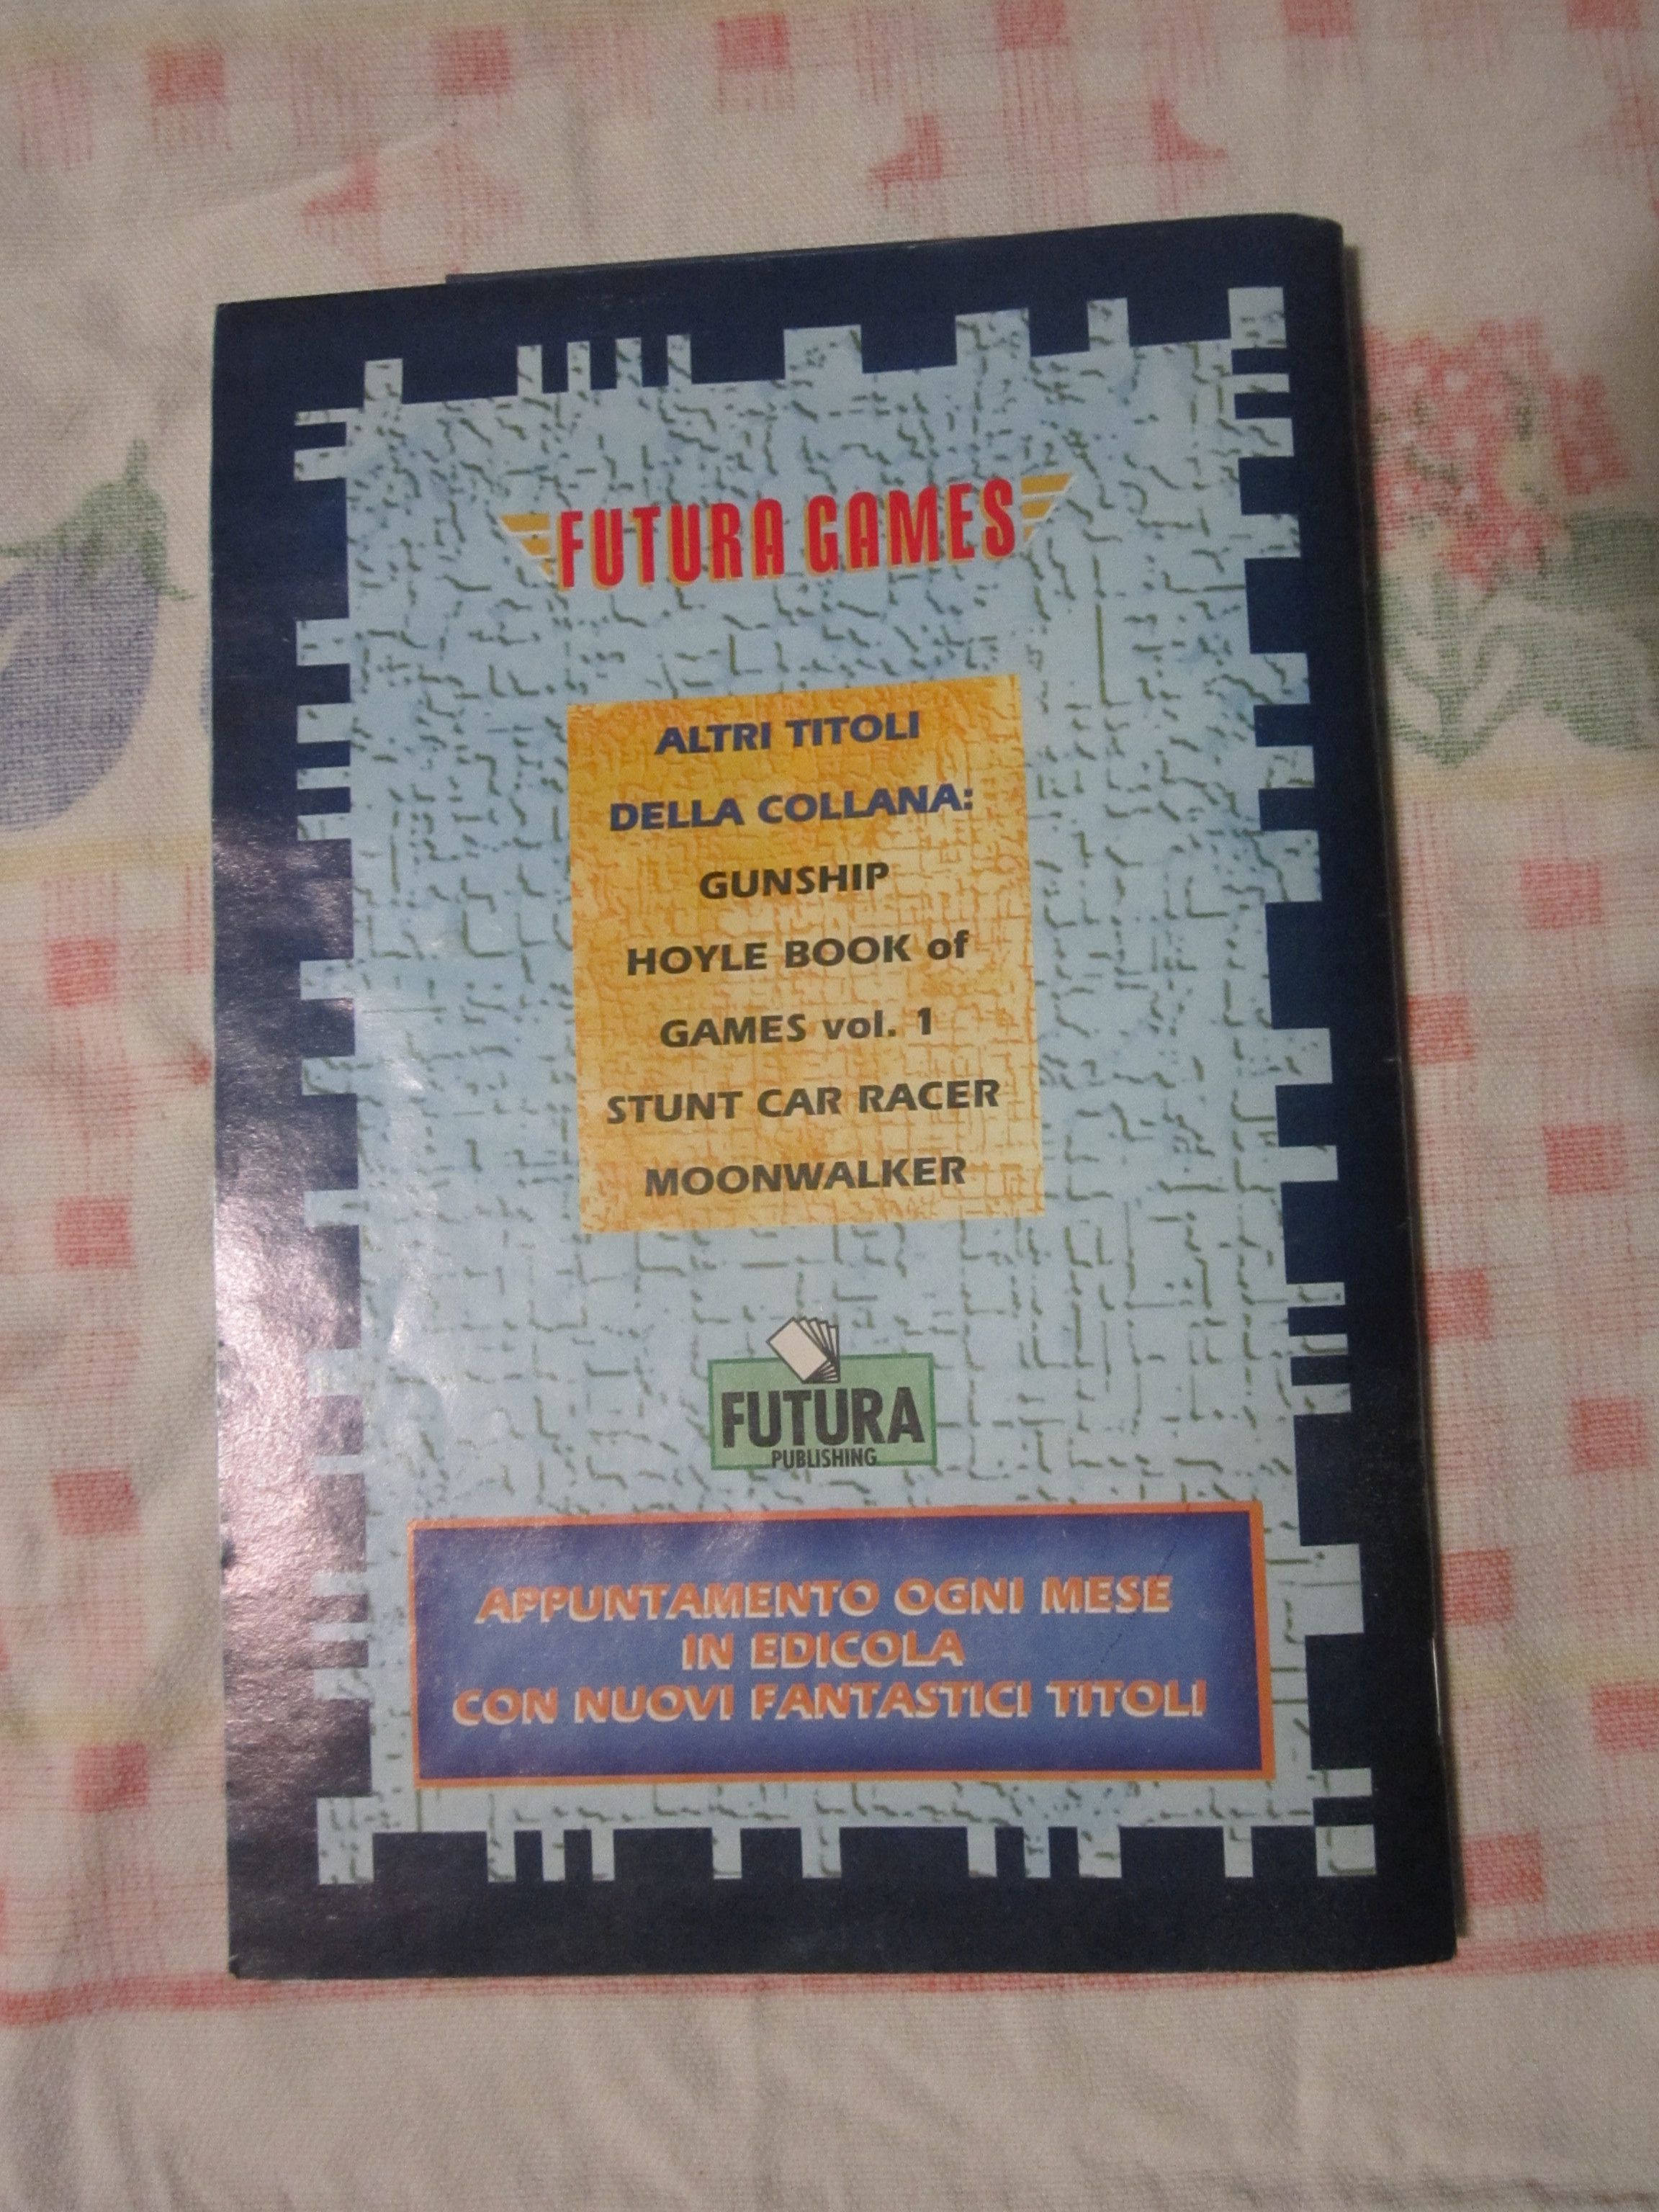 FUTURA GAMES
ALTRI TITOLI
DELLA COLLANA:
GUNSHIP
HOYLE BOOK of
GAMES vol. 1
STUNT CAR RACER
MOONWALKER
FUTURA
PUBLISHING
APPUNTAMENTO OGNI MESE
IN EDICOLA
CON NUOVI FANTASTICI TITOLI